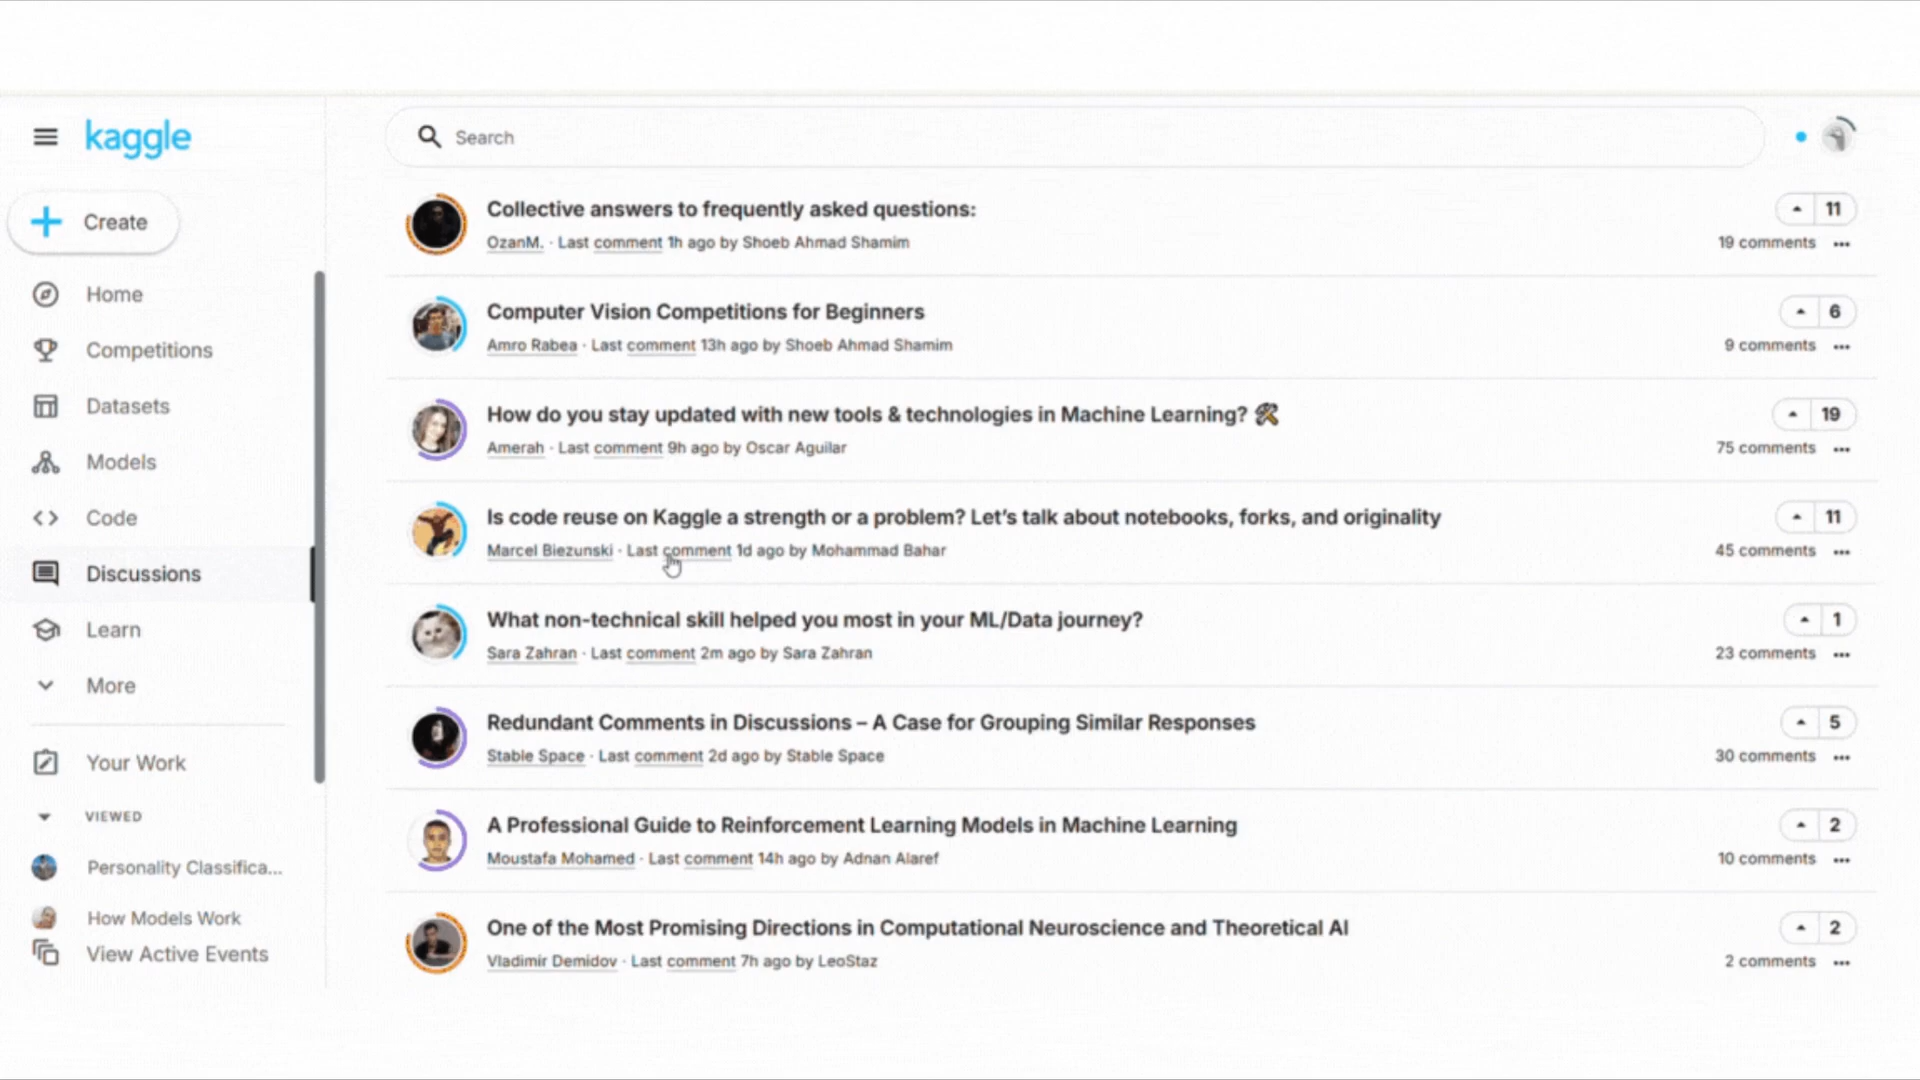 kaggle
Search
Create
Home
Competitions
Datasets
Models
Code
Discussions
Learn
More
Your Work
VIEWED
Personality Classifica...
How Models Work
View Active Events
Collective answers to frequently asked questions:
OzanM. · Last comment 1h ago by Shoeb Ahmad Shamim
11
19 comments
Computer Vision Competitions for Beginners
Amro Rabea · Last comment 13h ago by Shoeb Ahmad Shamim
6
9 comments
How do you stay updated with new tools & technologies in Machine Learning? 🛠
Amerah · Last comment 9h ago by Oscar Aguilar
19
75 comments
Is code reuse on Kaggle a strength or a problem? Let’s talk about notebooks, forks, and originality
Marcel Biezunski · Last comment 1d ago by Mohammad Bahar
11
45 comments
What non-technical skill helped you most in your ML/Data journey?
Sara Zahran · Last comment 2m ago by Sara Zahran
1
23 comments
Redundant Comments in Discussions – A Case for Grouping Similar Responses
Stable Space · Last comment 2d ago by Stable Space
5
30 comments
A Professional Guide to Reinforcement Learning Models in Machine Learning
Moustafa Mohamed · Last comment 14h ago by Adnan Alaref
2
10 comments
One of the Most Promising Directions in Computational Neuroscience and Theoretical AI
Vladimir Demidov · Last comment 7h ago by LeoStaz
2
2 comments